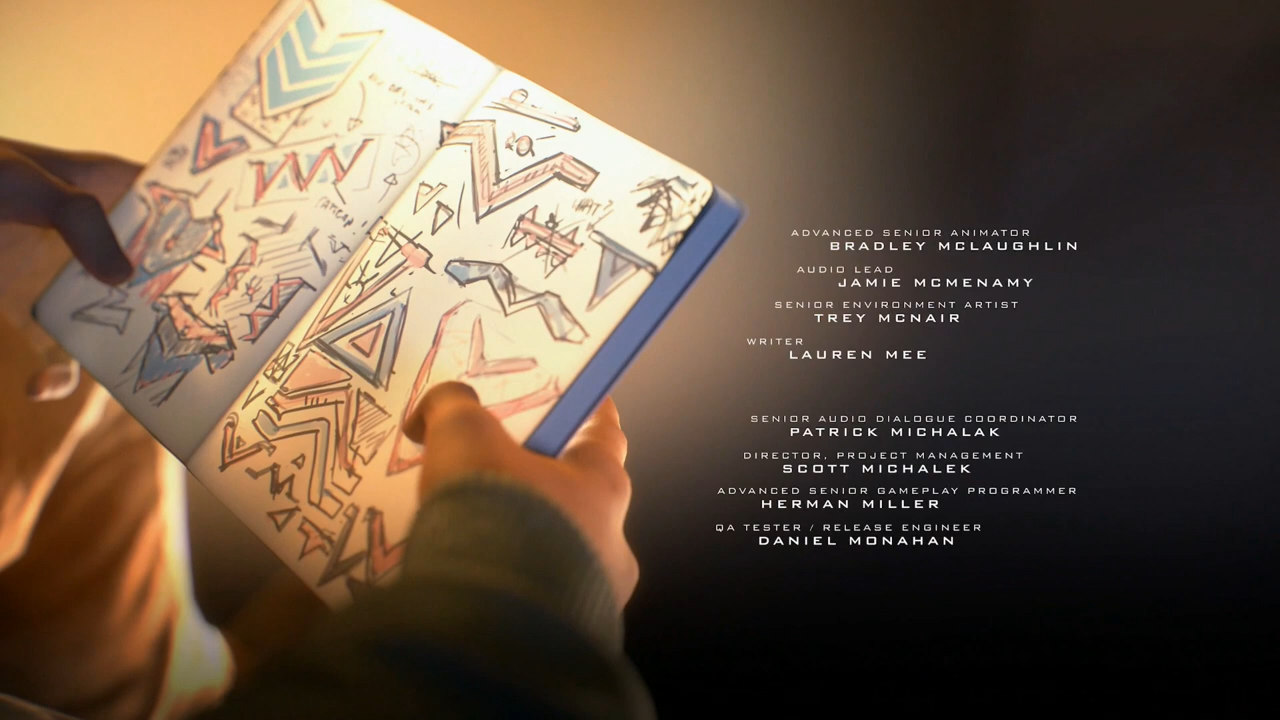 WHAT?
ADVANCED SENIOR ANIMATOR
BRADLEY MCLAUGHLIN
AUDIO LEAD
JAMIE MCMENAMY
SENIOR ENVIRONMENT ARTIST
TREY MCNAIR
WRITER
LAUREN MEE
SENIOR AUDIO DIALOGUE COORDINATOR
PATRICK MICHALAK
DIRECTOR, PROJECT MANAGEMENT
SCOTT MICHALEK
ADVANCED SENIOR GAMEPLAY PROGRAMMER
HERMAN MILLER
QA TESTER / RELEASE ENGINEER
DANIEL MONAHAN